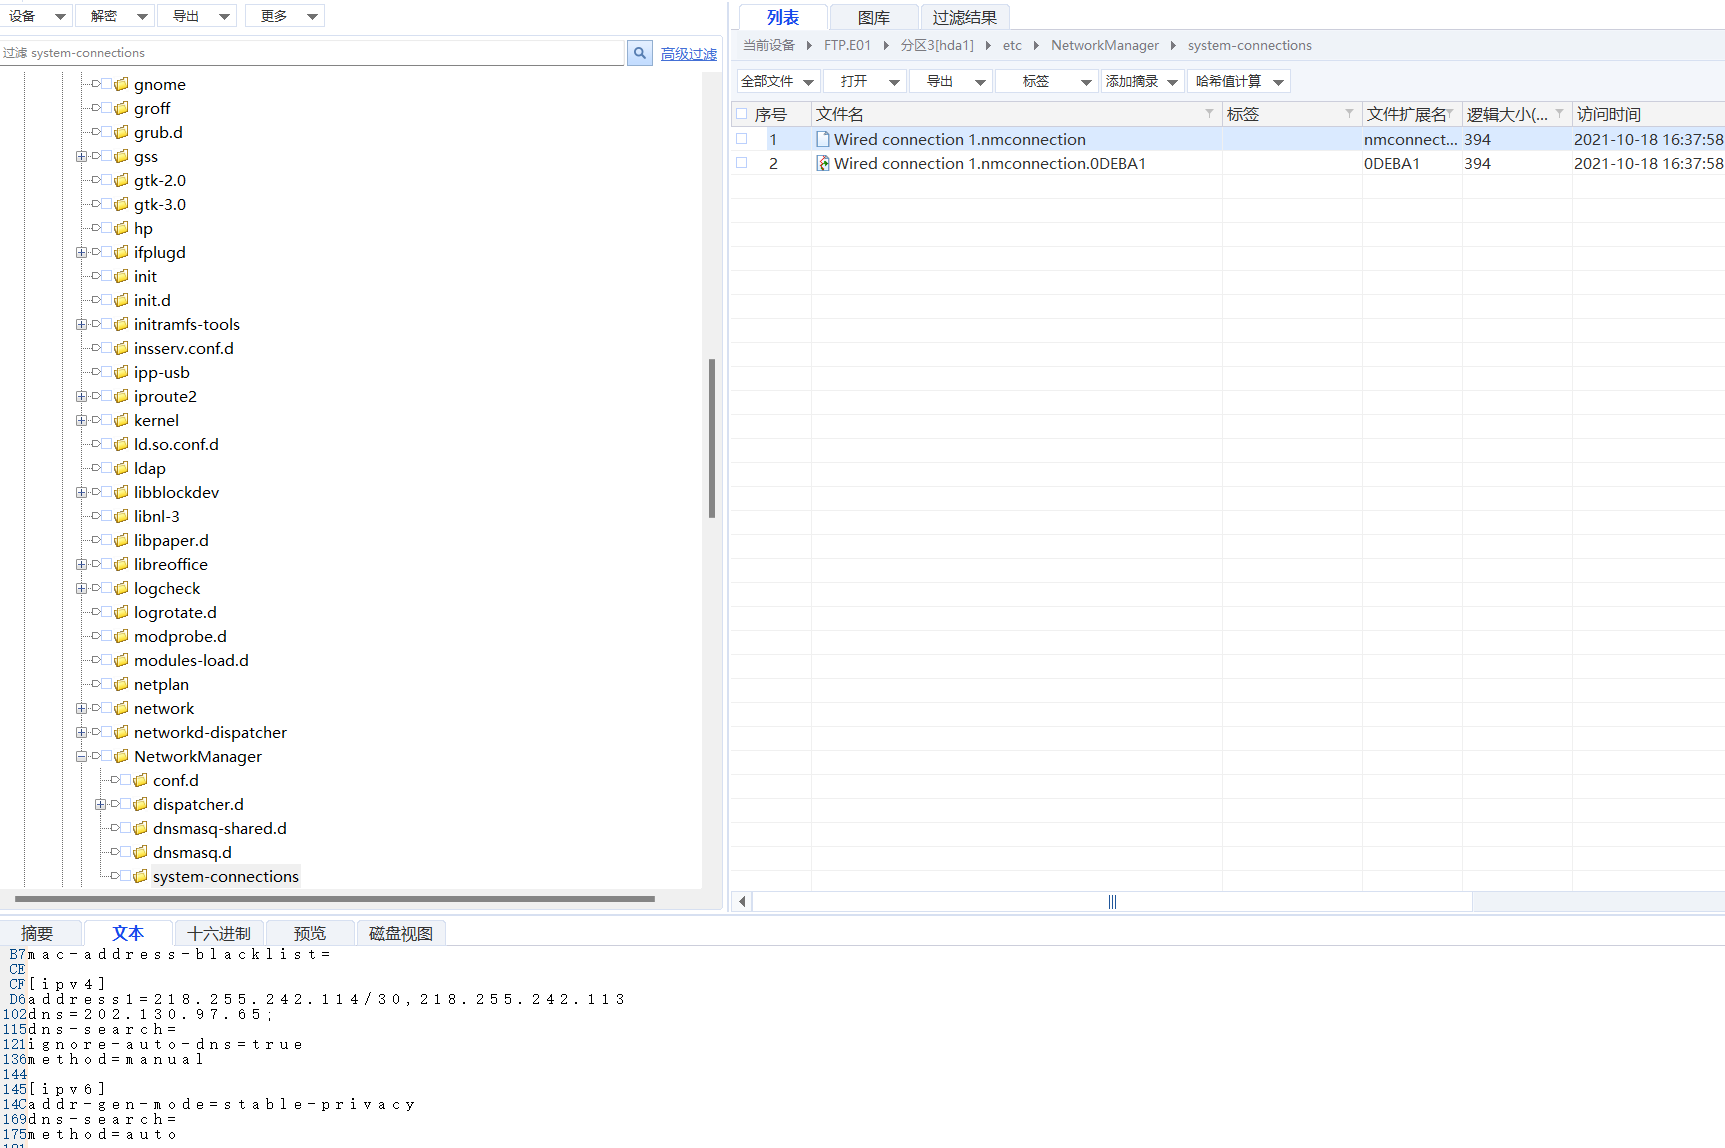 设备 解密 导出 更多
过滤 system-connections 高级过滤
gnome
groff
grub.d
gss
gtk-2.0
gtk-3.0
hp
ifplugd
init
init.d
initramfs-tools
insserv.conf.d
ipp-usb
iproute2
kernel
ld.so.conf.d
ldap
libblockdev
libnl-3
libpaper.d
libreoffice
logcheck
logrotate.d
modprobe.d
modules-load.d
netplan
network
networkd-dispatcher
NetworkManager
conf.d
dispatcher.d
dnsmasq-shared.d
dnsmasq.d
system-connections
列表 图库 过滤结果
当前设备 FTP.E01 分区3[hda1] etc NetworkManager system-connections
全部文件 打开 导出 标签 添加摘录 哈希值计算
序号 文件名 标签 文件扩展名 逻辑大小(... 访问时间
1 Wired connection 1.nmconnection nmconnect... 394 2021-10-18 16:37:58
2 Wired connection 1.nmconnection.0DEBA1 0DEBA1 394 2021-10-18 16:37:58
摘要 文本 十六进制 预览 磁盘视图
B7mac-address-blacklist=
CE
CF[ipv4]
D6address1=218.255.242.114/30,218.255.242.113
102dns=202.130.97.65;
115dns-search=
121ignore-auto-dns=true
136method=manual
144
145[ipv6]
14Caddr-gen-mode=stable-privacy
169dns-search=
175method=auto